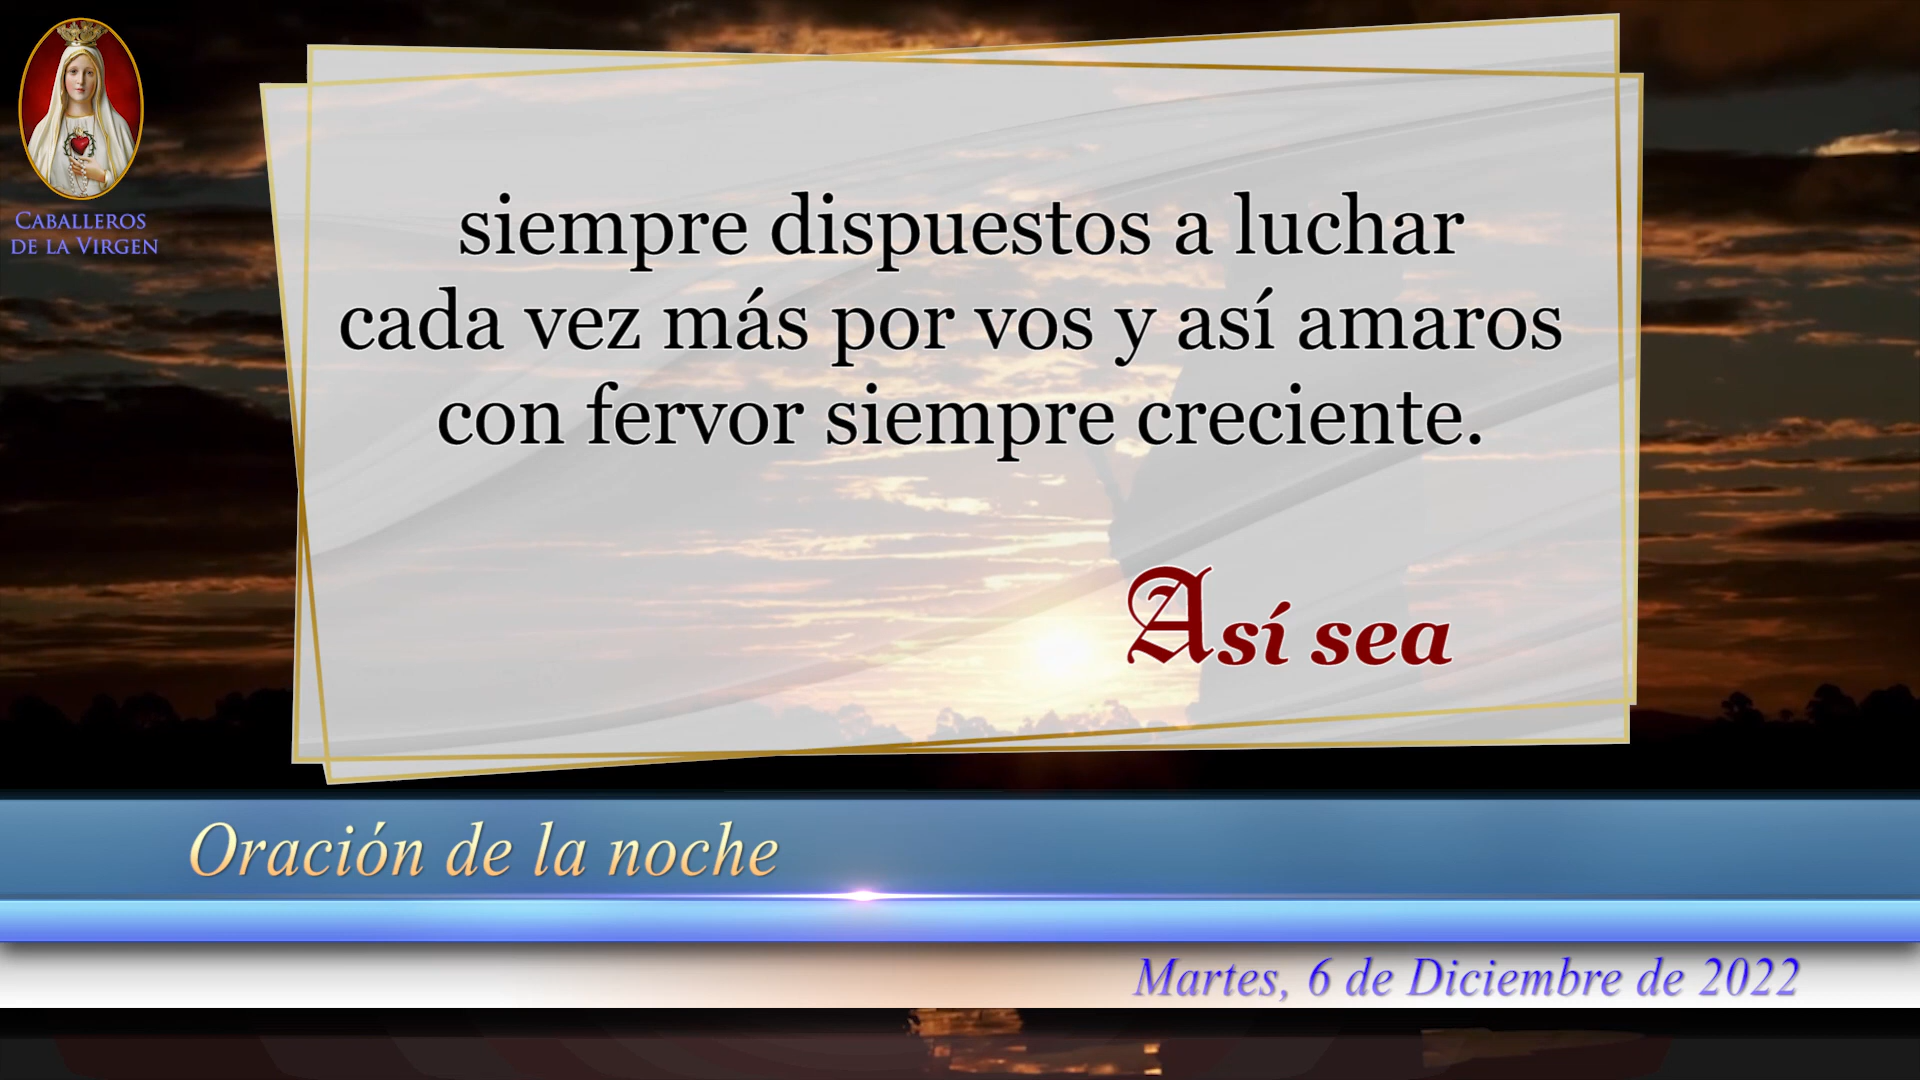 CABALLEROS
DE LA VIRGEN
siempre dispuestos a luchar
cada vez más por vos y así amaros
con fervor siempre creciente.
Así sea
Oración de la noche
Martes, 6 de Diciembre de 2022